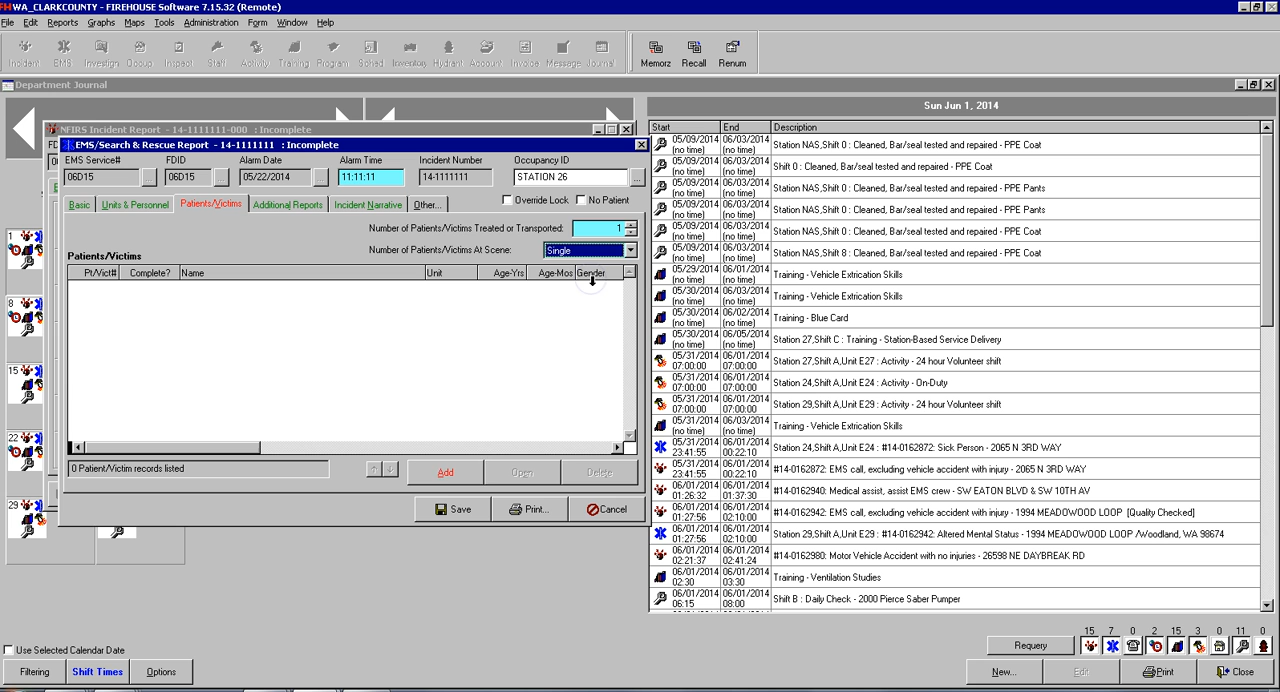 WA_CLARKCOUNTY - FIREHOUSE Software 7.15.32 (Remote)
File Edit Reports Graphs Maps Tools Administration Form Window Help
Incident EMS Investign Occup Inspect Staff Activity Training Program Sched Inventory Hydrant Account Invoice Message Journal Memorz Recall Renum
Department Journal
Sun Jun 1, 2014
NFIRS Incident Report - 14-1111111-000 : Incomplete
EMS/Search & Rescue Report - 14-1111111 : Incomplete
EMS Service# FDID Alarm Date Alarm Time Incident Number Occupancy ID
06D15 ... 06D15 ... 05/22/2014 11:11:11 14-1111111 STATION 26 ...
Basic Units & Personnel Patients/Victims Additional Reports Incident Narrative Other... Override Lock No Patient
Number of Patients/Victims Treated or Transported: 1
Number of Patients/Victims At Scene: Single
Patients/Victims
Pt/Vict# Complete? Name Unit Age-Yrs Age-Mos Gender
0 Patient/Victim records listed
Add Open Delete
Save Print... Cancel
1
8
15
22
29
Start End Description
05/09/2014 06/03/2014 Station NAS,Shift 0 : Cleaned, Bar/seal tested and repaired - PPE Coat
(no time) (no time)
05/09/2014 06/03/2014 Shift 0 : Cleaned, Bar/seal tested and repaired - PPE Coat
(no time) (no time)
05/09/2014 06/03/2014 Station NAS,Shift 0 : Cleaned, Bar/seal tested and repaired - PPE Pants
(no time) (no time)
05/09/2014 06/03/2014 Station NAS,Shift 0 : Cleaned, Bar/seal tested and repaired - PPE Pants
(no time) (no time)
05/09/2014 06/03/2014 Station NAS,Shift 8 : Cleaned, Bar/seal tested and repaired - PPE Coat
(no time) (no time)
05/29/2014 06/01/2014 Training - Vehicle Extrication Skills
(no time) (no time)
05/30/2014 06/01/2014 Training - Vehicle Extrication Skills
(no time) (no time)
05/30/2014 06/02/2014 Training - Blue Card
(no time) (no time)
05/30/2014 06/05/2014 Station 27,Shift C : Training - Station-Based Service Delivery
(no time) (no time)
05/31/2014 06/01/2014 Station 27,Shift A,Unit E27 : Activity - 24 hour Volunteer shift
07:00:00 07:00:00
05/31/2014 06/01/2014 Station 24,Shift A,Unit E24 : Activity - On-Duty
07:00:00 07:00:00
05/31/2014 06/01/2014 Station 29,Shift A,Unit E29 : Activity - 24 hour Volunteer shift
07:00:00 07:00:00
05/31/2014 06/03/2014 Training - Vehicle Extrication Skills
(no time) (no time)
05/31/2014 06/01/2014 Station 24,Shift A,Unit E24 : #14-0162872: Sick Person - 2065 N 3RD WAY
23:41:55 00:22:10
05/31/2014 06/01/2014 #14-0162872: EMS call, excluding vehicle accident with injury - 2065 N 3RD WAY
23:41:55 00:22:10
06/01/2014 06/01/2014 #14-0162940: Medical assist, assist EMS crew - SW EATON BLVD & SW 10TH AV
01:26:32 01:37:30
06/01/2014 06/01/2014 #14-0162942: EMS call, excluding vehicle accident with injury - 1994 MEADOWOOD LOOP [Quality Checked]
01:27:56 02:10:00
06/01/2014 06/01/2014 Station 29,Shift A,Unit E29 : #14-0162942: Altered Mental Status - 1994 MEADOWOOD LOOP /Woodland, WA 98674
01:27:56 02:10:00
06/01/2014 06/01/2014 #14-0162980: Motor Vehicle Accident with no injuries - 26598 NE DAYBREAK RD
02:21:37 02:41:24
06/01/2014 06/01/2014 Training - Ventilation Studies
02:30 03:30
06/01/2014 06/01/2014 Shift B : Daily Check - 2000 Pierce Saber Pumper
06:15 08:00
15 7 0 2 15 3 0 11 0
Requery
Use Selected Calendar Date
Filtering Shift Times Options New... Edit Print Close